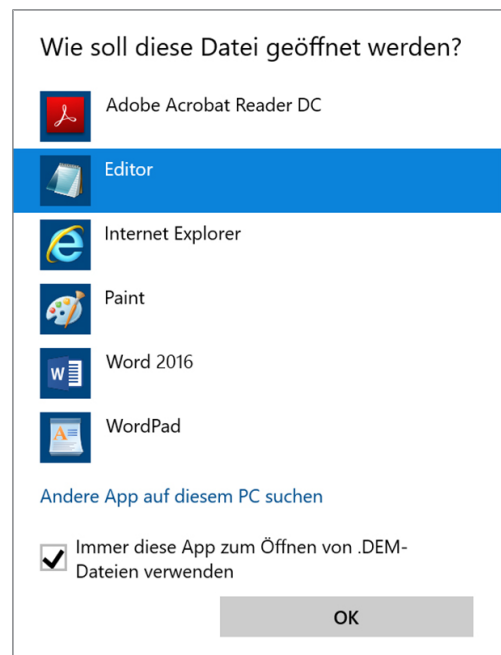 Wie soll diese Datei geöffnet werden?
Adobe Acrobat Reader DC
Editor
Internet Explorer
Paint
Word 2016
WordPad
Andere App auf diesem PC suchen
Immer diese App zum Öffnen von .DEM-
Dateien verwenden
OK